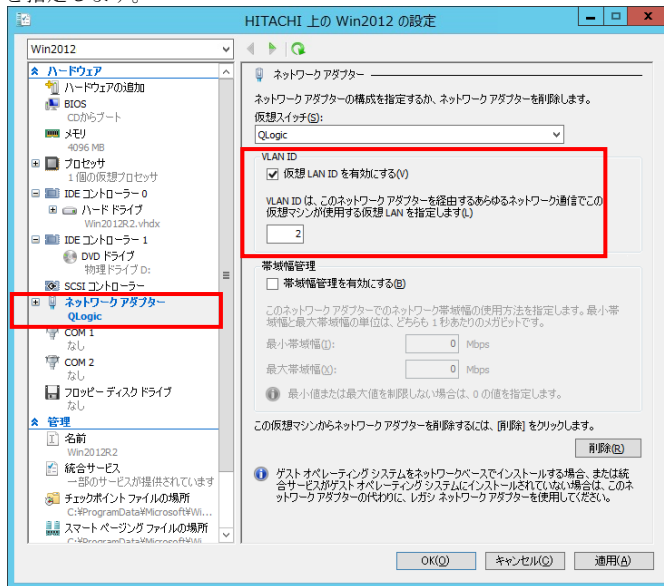 を指定します。
HITACHI 上の Win2012 の設定
Win2012
ハードウェア
ハードウェアの追加
BIOS
CDからブート
メモリ
4096 MB
プロセッサ
1 個の仮想プロセッサ
IDE コントローラー 0
ハード ドライブ
Win2012R2.vhdx
IDE コントローラー 1
DVD ドライブ
物理ドライブ D:
SCSI コントローラー
ネットワーク アダプター
QLogic
COM 1
なし
COM 2
なし
フロッピー ディスク ドライブ
なし
管理
名前
Win2012R2
統合サービス
一部のサービスが提供されています
チェックポイント ファイルの場所
C:¥ProgramData¥Microsoft¥Wi...
スマート ページング ファイルの場所
C:¥ProgramData¥Microsoft¥Wi...
ネットワーク アダプター
ネットワーク アダプターの構成を指定するか、ネットワーク アダプターを削除します。
仮想スイッチ(S):
QLogic
VLAN ID
仮想 LAN ID を有効にする(V)
VLAN ID は、このネットワーク アダプターを経由するあらゆるネットワーク通信でこの
仮想マシンが使用する仮想 LAN を指定します(L)
2
帯域幅管理
帯域幅管理を有効にする(B)
このネットワーク アダプターでのネットワーク帯域幅の使用方法を指定します。最小帯
域幅と最大帯域幅の単位は、どちらも 1 秒あたりのメガビットです。
最小帯域幅(I): 0 Mbps
最大帯域幅(X): 0 Mbps
最小値または最大値を制限しない場合は、0 の値を指定します。
この仮想マシンからネットワーク アダプターを削除するには、[削除] をクリックします。
削除(R)
ゲスト オペレーティング システムをネットワークベースでインストールする場合、または統
合サービスがゲスト オペレーティング システムにインストールされていない場合は、このネ
ットワーク アダプターの代わりに、レガシ ネットワーク アダプターを使用してください。
OK(O) キャンセル(C) 適用(A)